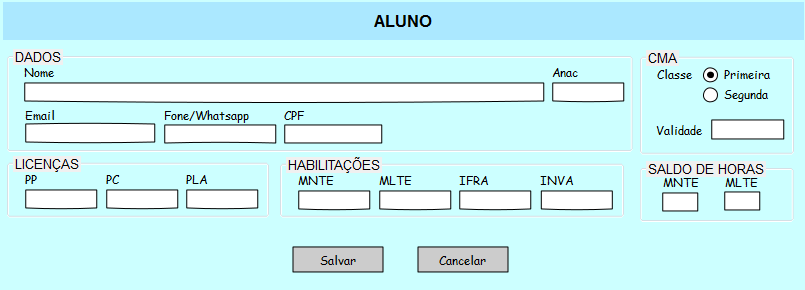 ALUNO
DADOS
Nome Anac
Email Fone/Whatsapp CPF
CMA
Classe Primeira
Segunda
Validade
LICENÇAS
PP PC PLA
HABILITAÇÕES
MNTE MLTE IFRA INVA
SALDO DE HORAS
MNTE MLTE
Salvar Cancelar